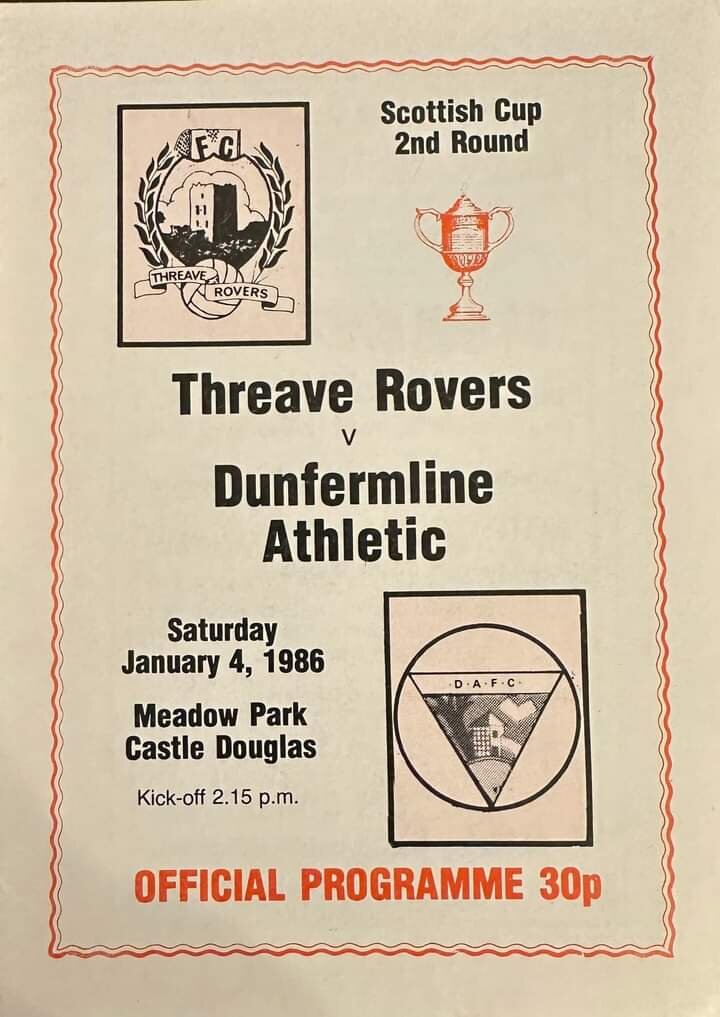 F C
THREAVE
ROVERS
Scottish Cup
2nd Round
Threave Rovers
v
Dunfermline
Athletic
Saturday
January 4, 1986
Meadow Park
Castle Douglas
Kick-off 2.15 p.m.
·D·A·F·C·
OFFICIAL PROGRAMME 30p